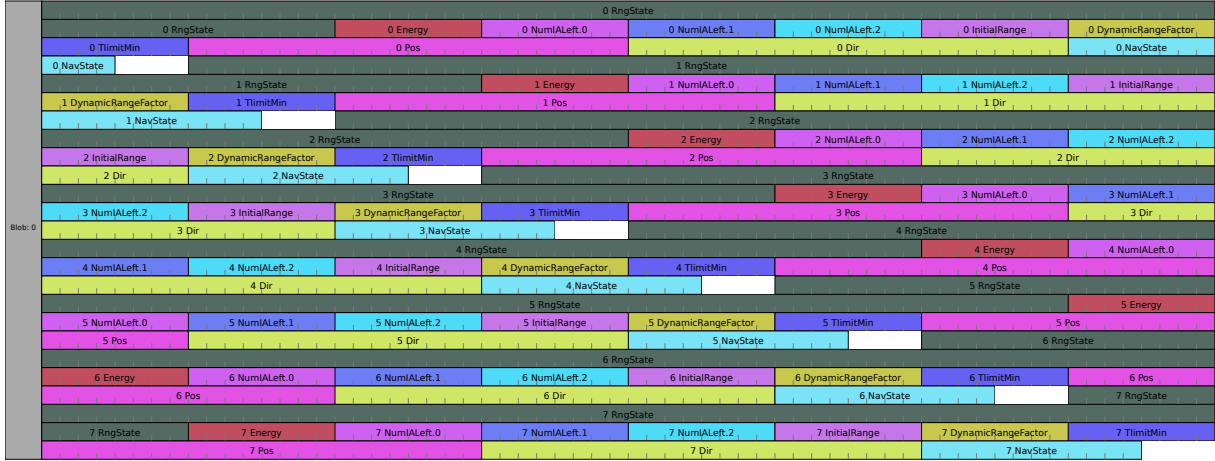 0 RngState
0 RngState 0 Energy 0 NumIALeft.0 0 NumIALeft.1 0 NumIALeft.2 0 InitialRange 0 DynamicRangeFactor
0 TlimitMin 0 Pos 0 Dir 0 NavState
0 NavState 1 RngState
1 RngState 1 Energy 1 NumIALeft.0 1 NumIALeft.1 1 NumIALeft.2 1 InitialRange
1 DynamicRangeFactor 1 TlimitMin 1 Pos 1 Dir
1 NavState 2 RngState
2 RngState 2 Energy 2 NumIALeft.0 2 NumIALeft.1 2 NumIALeft.2
2 InitialRange 2 DynamicRangeFactor 2 TlimitMin 2 Pos 2 Dir
2 Dir 2 NavState 3 RngState
3 RngState 3 Energy 3 NumIALeft.0 3 NumIALeft.1
3 NumIALeft.2 3 InitialRange 3 DynamicRangeFactor 3 TlimitMin 3 Pos 3 Dir
Blob: 0 3 Dir 3 NavState 4 RngState
4 RngState 4 Energy 4 NumIALeft.0
4 NumIALeft.1 4 NumIALeft.2 4 InitialRange 4 DynamicRangeFactor 4 TlimitMin 4 Pos
4 Dir 4 NavState 5 RngState
5 RngState 5 Energy
5 NumIALeft.0 5 NumIALeft.1 5 NumIALeft.2 5 InitialRange 5 DynamicRangeFactor 5 TlimitMin 5 Pos
5 Pos 5 Dir 5 NavState 6 RngState
6 RngState
6 Energy 6 NumIALeft.0 6 NumIALeft.1 6 NumIALeft.2 6 InitialRange 6 DynamicRangeFactor 6 TlimitMin 6 Pos
6 Pos 6 Dir 6 NavState 7 RngState
7 RngState
7 RngState 7 Energy 7 NumIALeft.0 7 NumIALeft.1 7 NumIALeft.2 7 InitialRange 7 DynamicRangeFactor 7 TlimitMin
7 Pos 7 Dir 7 NavState